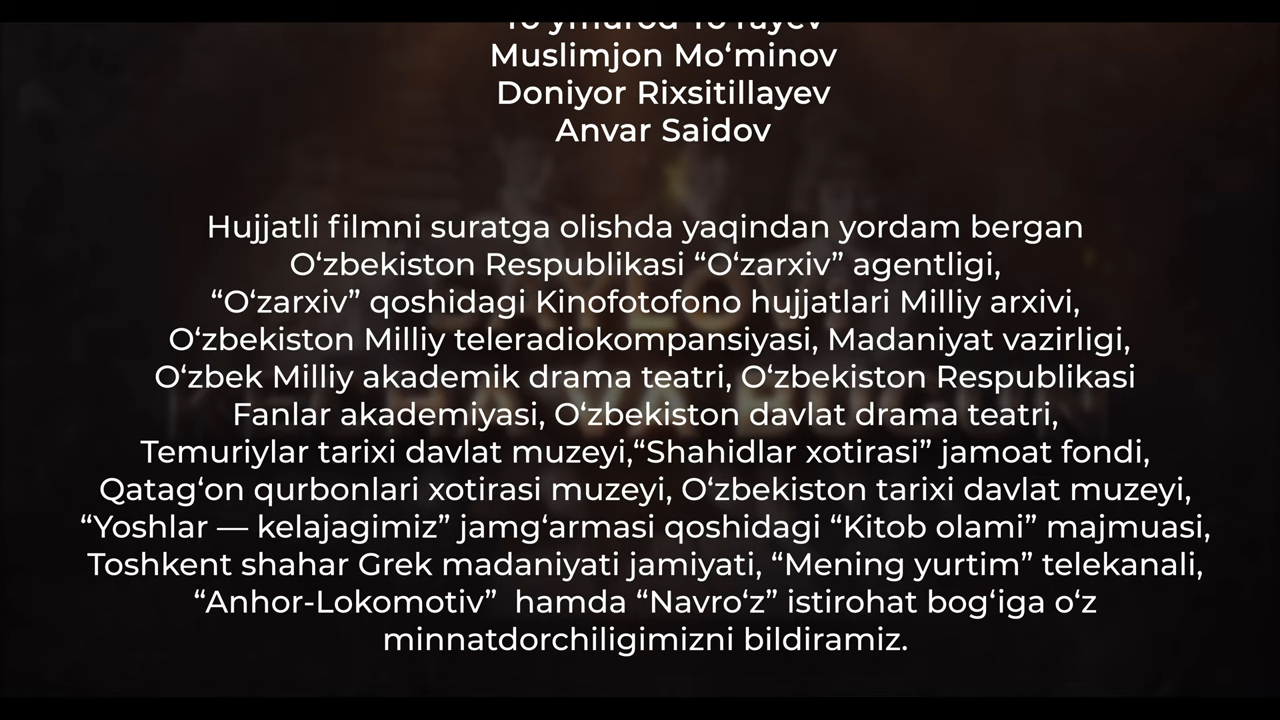 Muslimjon Mo‘minov
Doniyor Rixsitillayev
Anvar Saidov
Hujjatli filmni suratga olishda yaqindan yordam bergan
O‘zbekiston Respublikasi “O‘zarxiv” agentligi,
“O‘zarxiv” qoshidagi Kinofotofono hujjatlari Milliy arxivi,
O‘zbekiston Milliy teleradiokompansiyasi, Madaniyat vazirligi,
O‘zbek Milliy akademik drama teatri, O‘zbekiston Respublikasi
Fanlar akademiyasi, O‘zbekiston davlat drama teatri,
Temuriylar tarixi davlat muzeyi,“Shahidlar xotirasi” jamoat fondi,
Qatag‘on qurbonlari xotirasi muzeyi, O‘zbekiston tarixi davlat muzeyi,
“Yoshlar — kelajagimiz” jamg‘armasi qoshidagi “Kitob olami” majmuasi,
Toshkent shahar Grek madaniyati jamiyati, “Mening yurtim” telekanali,
“Anhor-Lokomotiv”  hamda “Navro‘z” istirohat bog‘iga o‘z
minnatdorchiligimizni bildiramiz.